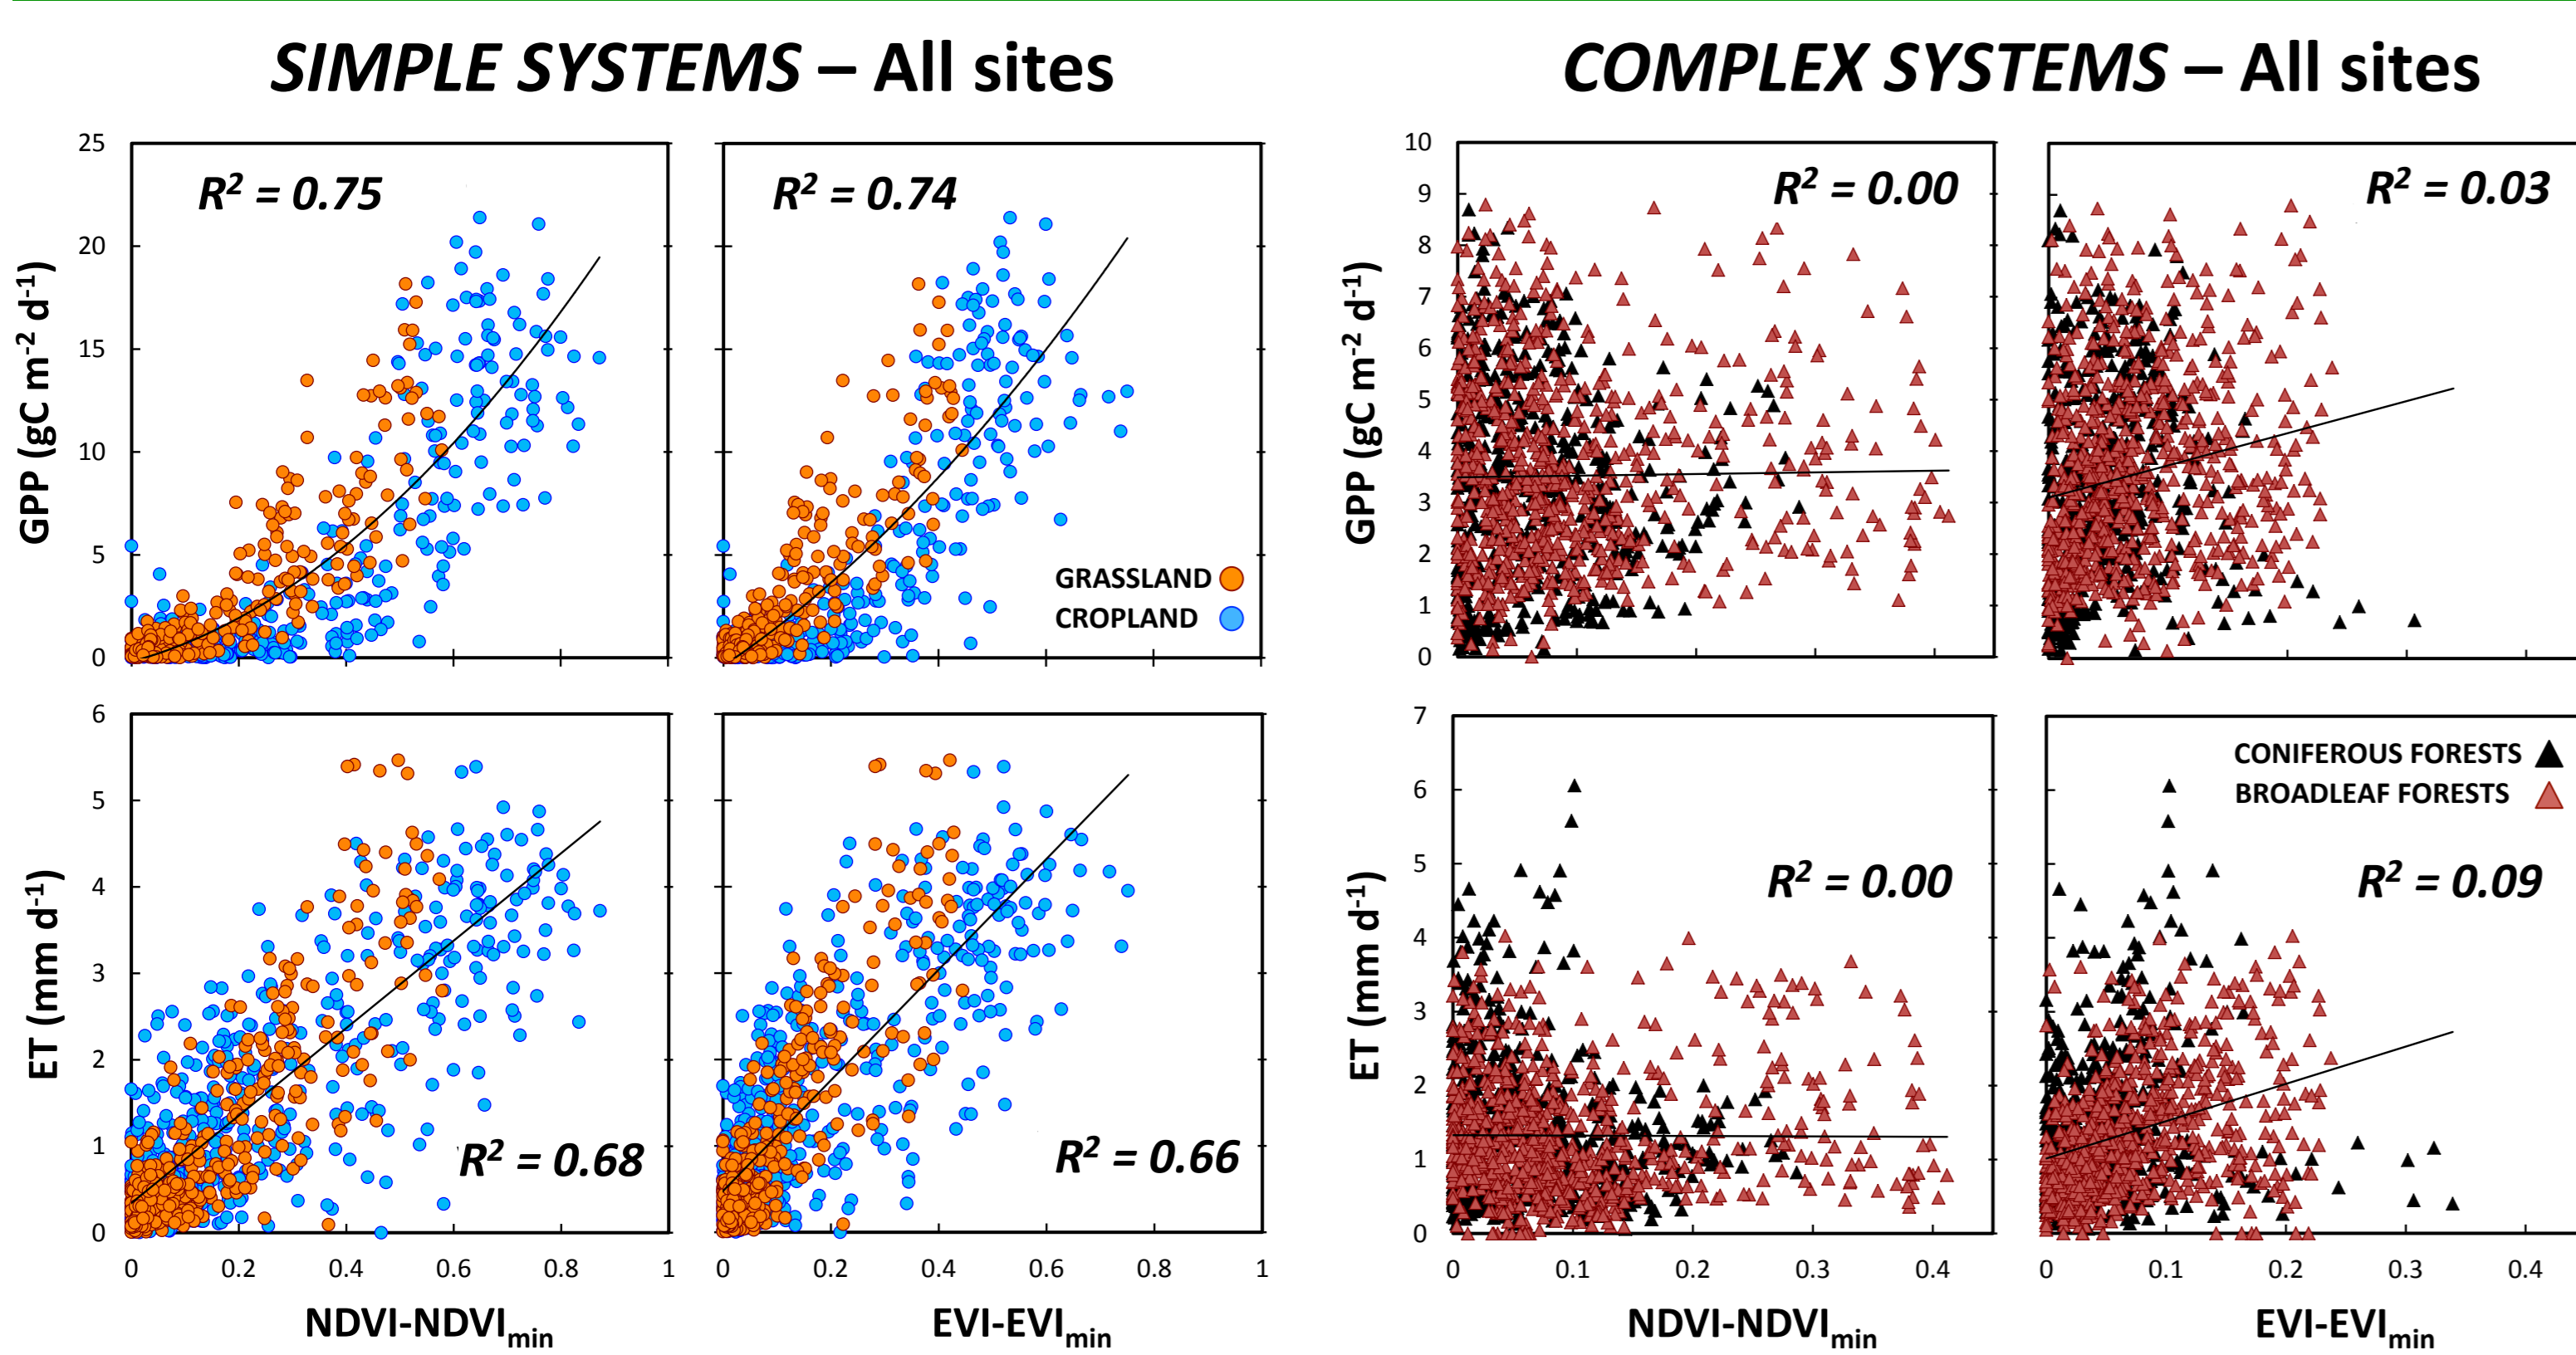 SIMPLE SYSTEMS – All sites
COMPLEX SYSTEMS – All sites
GPP (gC m-2 d-1)
25
20
15
10
5
0
R2 = 0.75
R2 = 0.74
GRASSLAND
CROPLAND
GPP (gC m-2 d-1)
10
9
8
7
6
5
4
3
2
1
0
R2 = 0.00
R2 = 0.03
ET (mm d-1)
6
5
4
3
2
1
0
R2 = 0.68
R2 = 0.66
0 0.2 0.4 0.6 0.8 1
0 0.2 0.4 0.6 0.8 1
NDVI-NDVImin
EVI-EVImin
ET (mm d-1)
7
6
5
4
3
2
1
0
R2 = 0.00
CONIFEROUS FORESTS
BROADLEAF FORESTS
R2 = 0.09
0 0.1 0.2 0.3 0.4
0 0.1 0.2 0.3 0.4
NDVI-NDVImin
EVI-EVImin